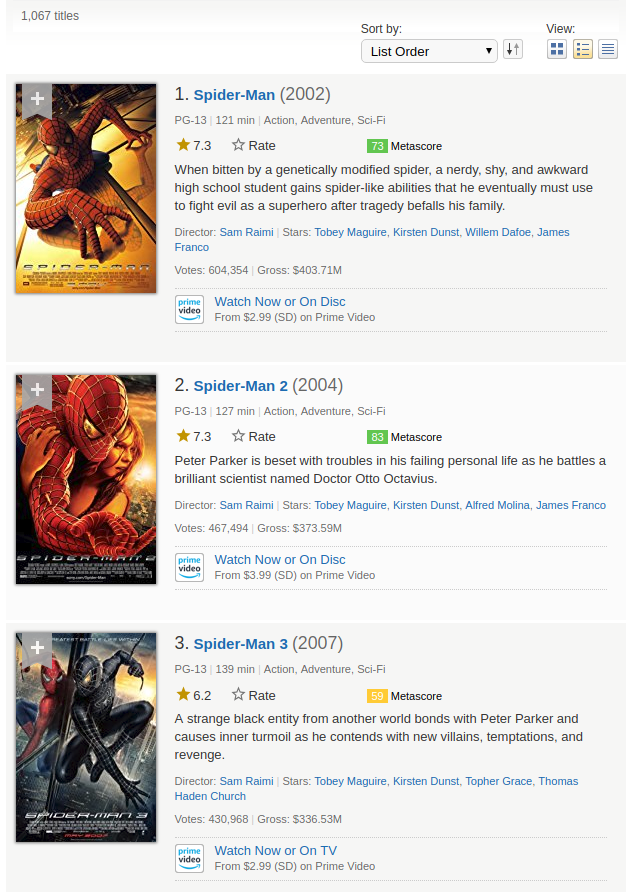 1,067 titles
Sort by:
View:
List Order
1. Spider-Man (2002)
PG-13 | 121 min | Action, Adventure, Sci-Fi
7.3 Rate 73 Metascore
When bitten by a genetically modified spider, a nerdy, shy, and awkward
high school student gains spider-like abilities that he eventually must use
to fight evil as a superhero after tragedy befalls his family.
Director: Sam Raimi | Stars: Tobey Maguire, Kirsten Dunst, Willem Dafoe, James
Franco
Votes: 604,354 | Gross: $403.71M
SPIDER-MAN
prime
video
Watch Now or On Disc
From $2.99 (SD) on Prime Video
2. Spider-Man 2 (2004)
PG-13 | 127 min | Action, Adventure, Sci-Fi
7.3 Rate 83 Metascore
Peter Parker is beset with troubles in his failing personal life as he battles a
brilliant scientist named Doctor Otto Octavius.
Director: Sam Raimi | Stars: Tobey Maguire, Kirsten Dunst, Alfred Molina, James Franco
Votes: 467,494 | Gross: $373.59M
SPIDER-MAN 2
prime
video
Watch Now or On Disc
From $3.99 (SD) on Prime Video
3. Spider-Man 3 (2007)
PG-13 | 139 min | Action, Adventure, Sci-Fi
6.2 Rate 59 Metascore
A strange black entity from another world bonds with Peter Parker and
causes inner turmoil as he contends with new villains, temptations, and
revenge.
Director: Sam Raimi | Stars: Tobey Maguire, Kirsten Dunst, Topher Grace, Thomas
Haden Church
Votes: 430,968 | Gross: $336.53M
SPIDER-MAN 3
MAY 2007
prime
video
Watch Now or On TV
From $2.99 (SD) on Prime Video